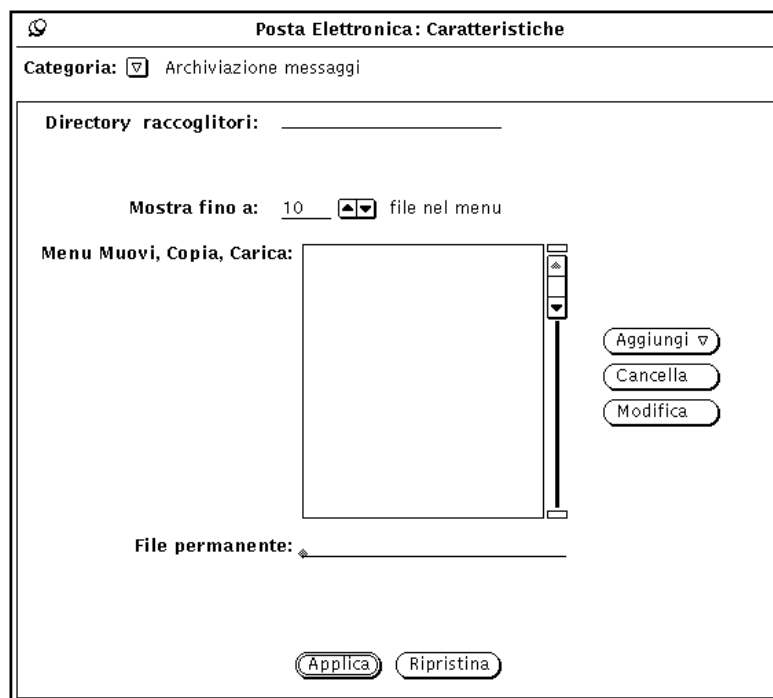 Posta Elettronica: Caratteristiche
Categoria: Archiviazione messaggi
Directory raccoglitori:
Mostra fino a: 10 file nel menu
Menu Muovi, Copia, Carica:
Aggiungi
Cancella
Modifica
File permanente:
Applica Ripristina